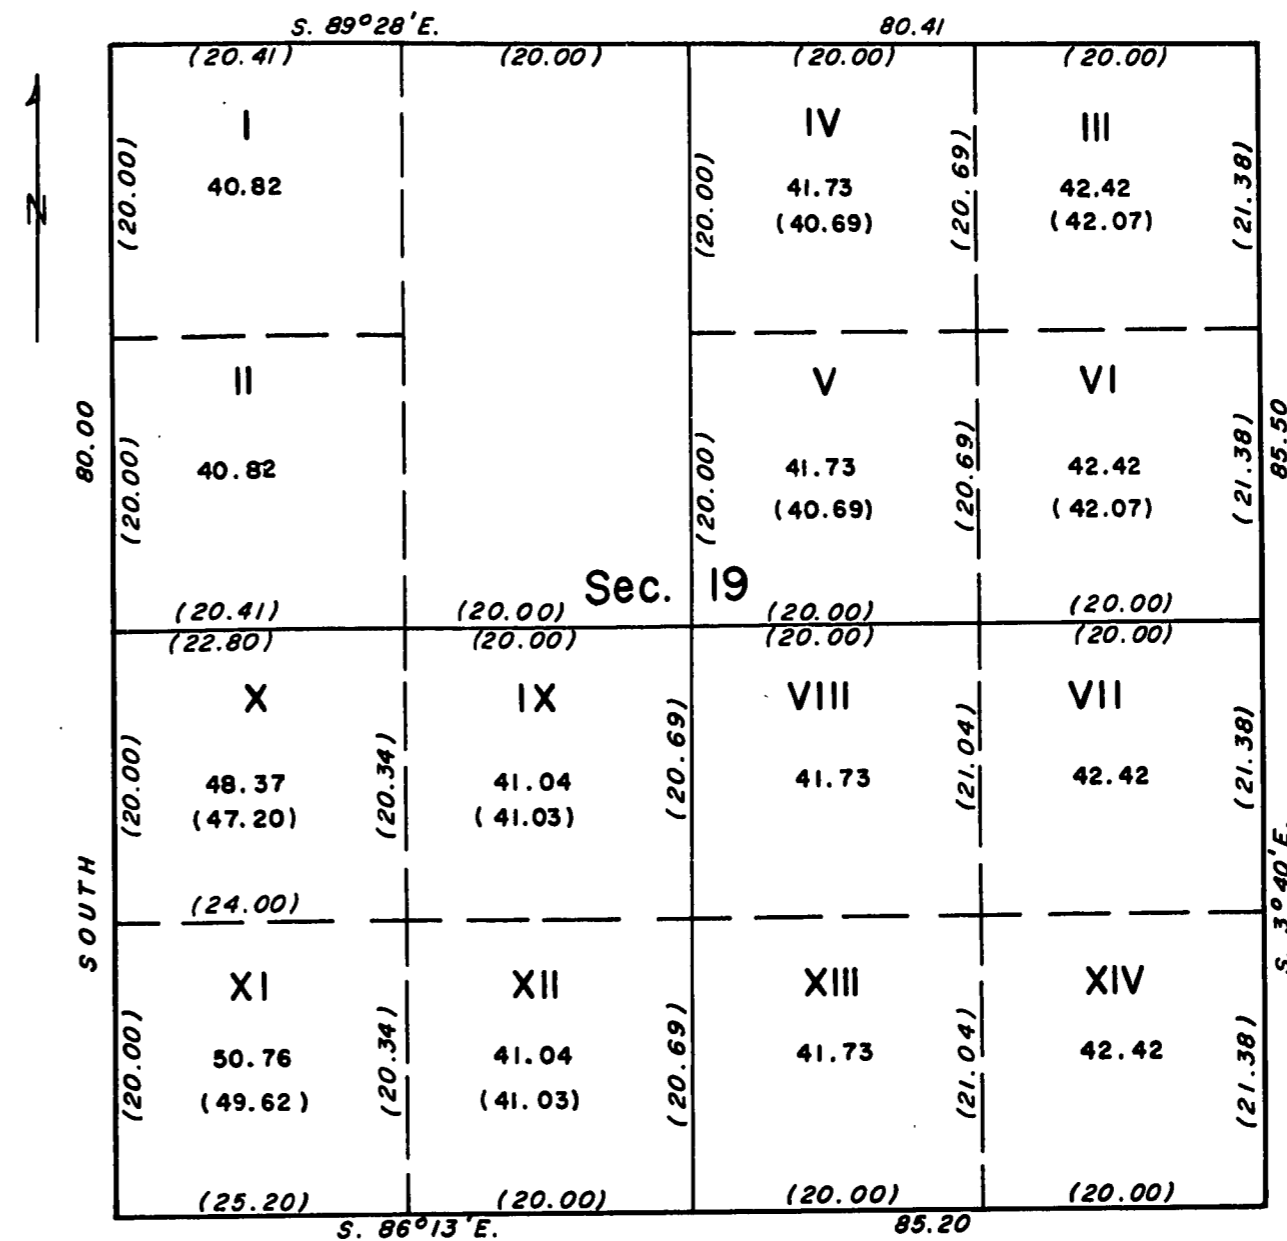 S. 89°28'E. 80.41
(20.41) (20.00) (20.00) (20.00)
N
I IV III
(20.00) 40.82 (20.00) 41.73 (20.69) 42.42 (21.38)
(40.69) (42.07)
II V VI
80.00 85.50
(20.00) 40.82 (20.00) 41.73 (20.69) 42.42 (21.38)
(40.69) (42.07)
Sec. 19
(20.41) (20.00) (20.00) (20.00)
(22.80) (20.00) (20.00) (20.00)
X IX VIII VII
(20.00) 48.37 (20.34) 41.04 (20.69) 41.73 (21.04) 42.42 (21.38)
(47.20) (41.03)
(24.00)
SOUTH S. 3°40'E.
XI XII XIII XIV
(20.00) 50.76 (20.34) 41.04 (20.69) 41.73 (21.04) 42.42 (21.38)
(49.62) (41.03)
(25.20) (20.00) (20.00) (20.00)
S. 86°13'E. 85.20